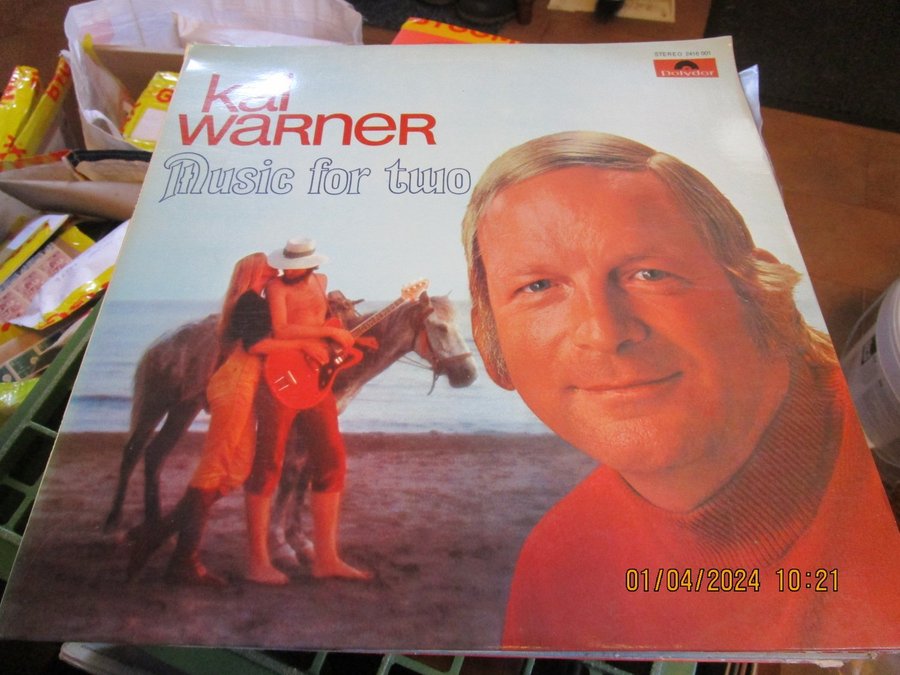 STEREO 2416 001
Polydor
kai
WARNER
Music for two
01/04/2024 10:21